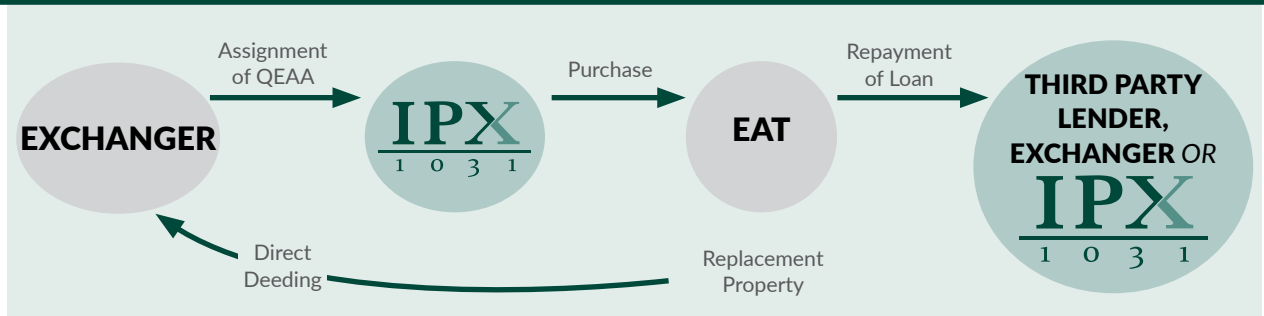 Assignment
of QEAA
EXCHANGER
IPX
1 0 3 1
Purchase
EAT
Repayment
of Loan
THIRD PARTY
LENDER,
EXCHANGER OR
IPX
1 0 3 1
Direct
Deeding
Replacement
Property